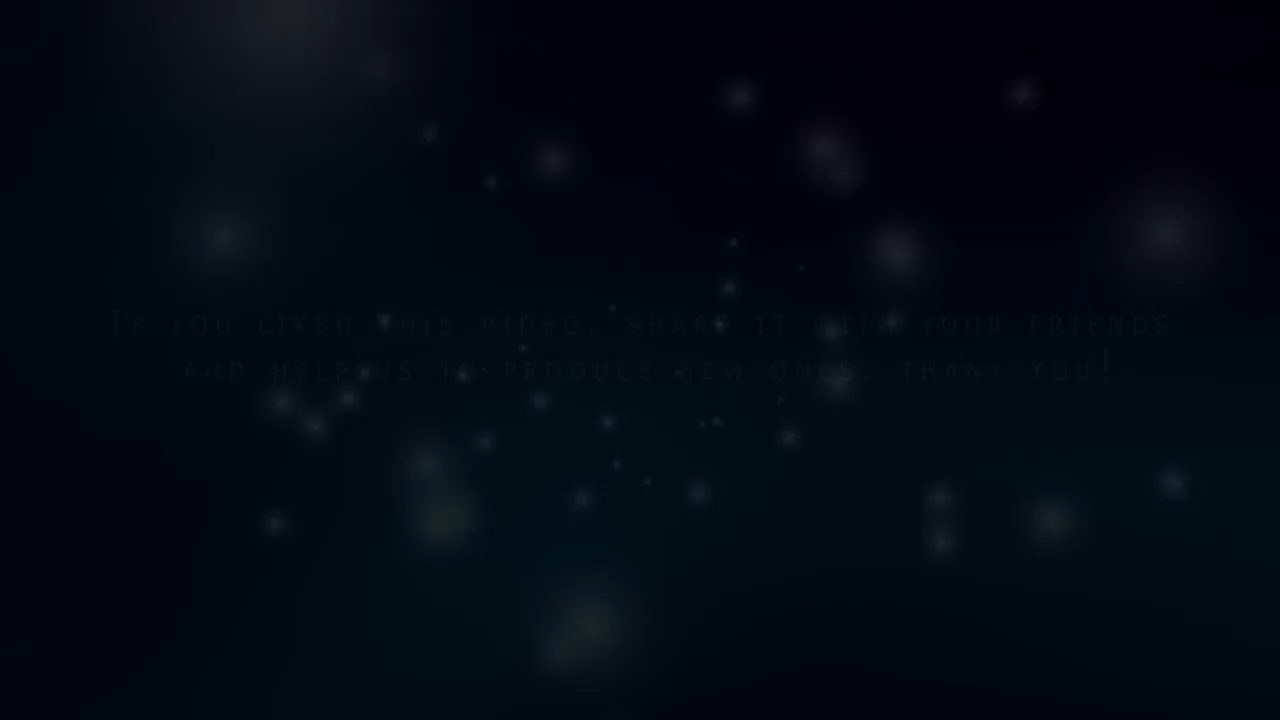 If you liked this video, share it with your friends
and help us to produce new ones. Thank you!